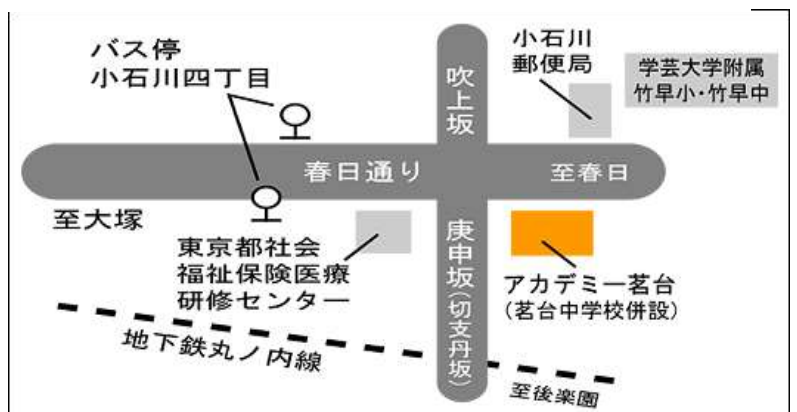 バス停
小石川四丁目
吹上坂
小石川
郵便局
学芸大学附属
竹早小・竹早中
春日通り
至春日
至大塚
東京都社会
福祉保険医療
研修センター
庚申坂(切支丹坂)
アカデミー茗台
(茗台中学校併設)
地下鉄丸ノ内線
至後楽園